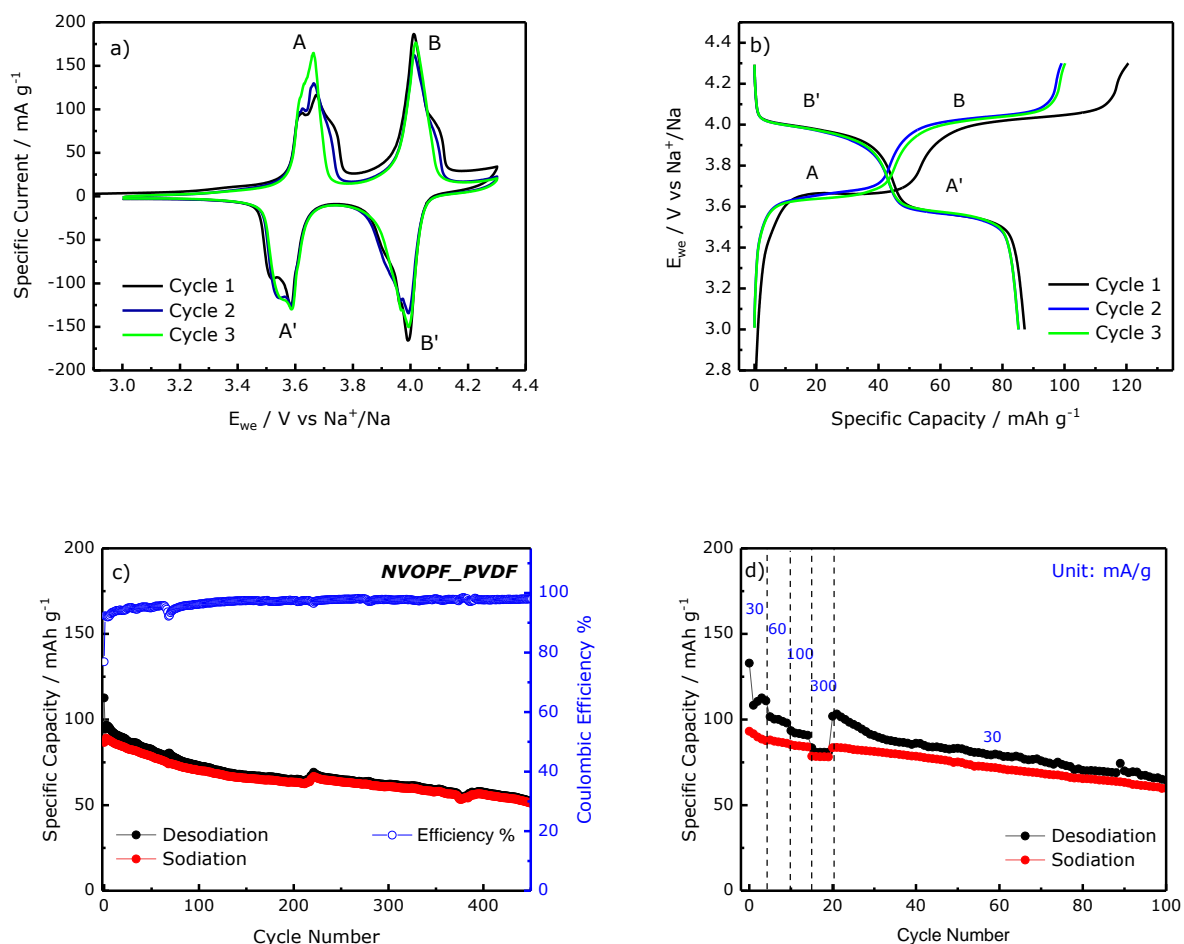 a)
A
B
A'
B'
Cycle 1
Cycle 2
Cycle 3
200
150
100
50
0
-50
-100
-150
-200
3.0
3.2
3.4
3.6
3.8
4.0
4.2
4.4
Specific Current / mA g⁻¹
E_we / V vs Na⁺/Na
b)
B'
B
A
A'
Cycle 1
Cycle 2
Cycle 3
4.4
4.2
4.0
3.8
3.6
3.4
3.2
3.0
2.8
0
20
40
60
80
100
120
E_we / V vs Na⁺/Na
Specific Capacity / mAh g⁻¹
c)
NVOPF_PVDF
Desodiation
Sodiation
Efficiency %
200
150
100
50
0
0
100
200
300
400
100
80
60
40
20
0
Specific Capacity / mAh g⁻¹
Coulombic Efficiency %
Cycle Number
d)
Unit: mA/g
30
60
100
300
30
Desodiation
Sodiation
200
150
100
50
0
0
20
40
60
80
100
Specific Capacity / mAh g⁻¹
Cycle Number